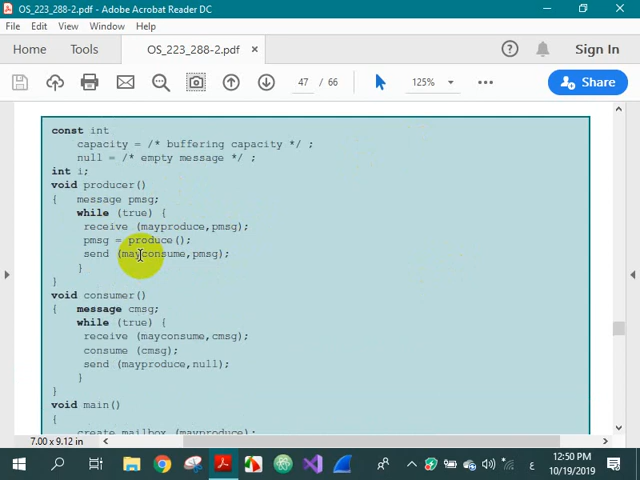 OS_223_288-2.pdf - Adobe Acrobat Reader DC
File Edit View Window Help
Home Tools OS_223_288-2.pdf × ? Sign In
47 / 66 125% Share
const int
capacity = /* buffering capacity */ ;
null = /* empty message */ ;
int i;
void producer()
{ message pmsg;
while (true) {
receive (mayproduce,pmsg);
pmsg = produce();
send (mayconsume,pmsg);
}
}
void consumer()
{ message cmsg;
while (true) {
receive (mayconsume,cmsg);
consume (cmsg);
send (mayproduce,null);
}
}
void main()
{
create_mailbox (mayproduce);
7.00 x 9.12 in
ع 12:50 PM
10/19/2019